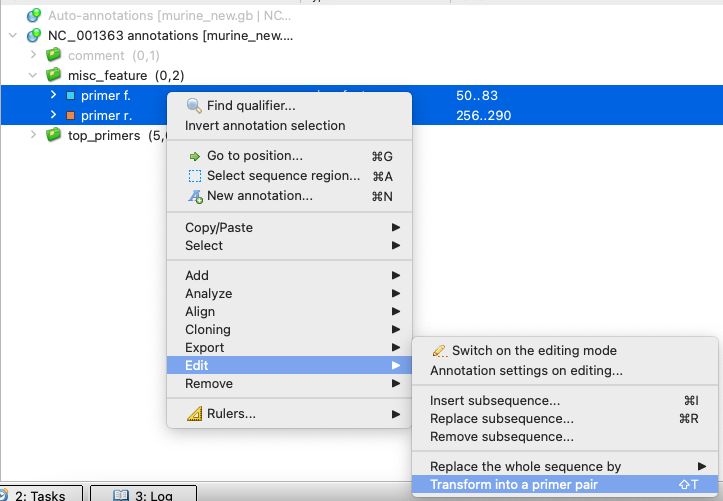 Auto-annotations [murine_new.gb | NC...
NC_001363 annotations [murine_new....
comment (0,1)
misc_feature (0,2)
primer f.
50..83
primer r.
256..290
top_primers (5,
Find qualifier...
Invert annotation selection
Go to position... ⌘G
Select sequence region... ⌘A
New annotation... ⌘N
Copy/Paste
Select
Add
Analyze
Align
Cloning
Export
Edit
Remove
Rulers...
Switch on the editing mode
Annotation settings on editing...
Insert subsequence... ⌘I
Replace subsequence... ⌘R
Remove subsequence...
Replace the whole sequence by
Transform into a primer pair ⇧T
2: Tasks
3: Log